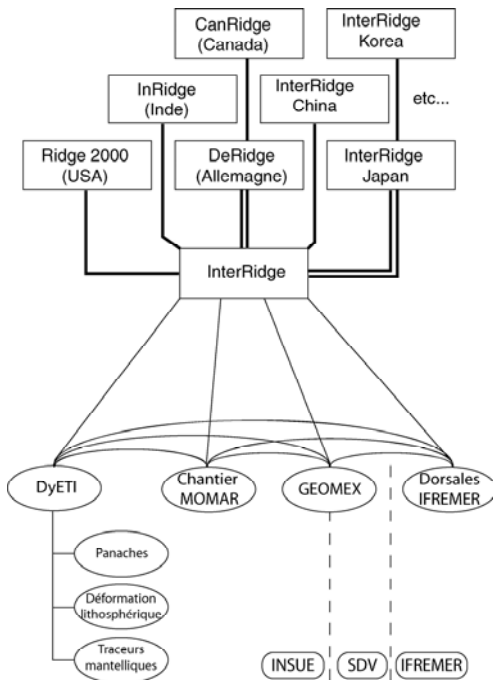 CanRidge
(Canada)
InterRidge
Korea
InRidge
(Inde)
InterRidge
China
etc...
Ridge 2000
(USA)
DeRidge
(Allemagne)
InterRidge
Japan
InterRidge
DyETI
Chantier
MOMAR
GEOMEX
Dorsales
IFREMER
Panaches
Déformation
lithosphérique
Traceurs
mantelliques
INSUE
SDV
IFREMER